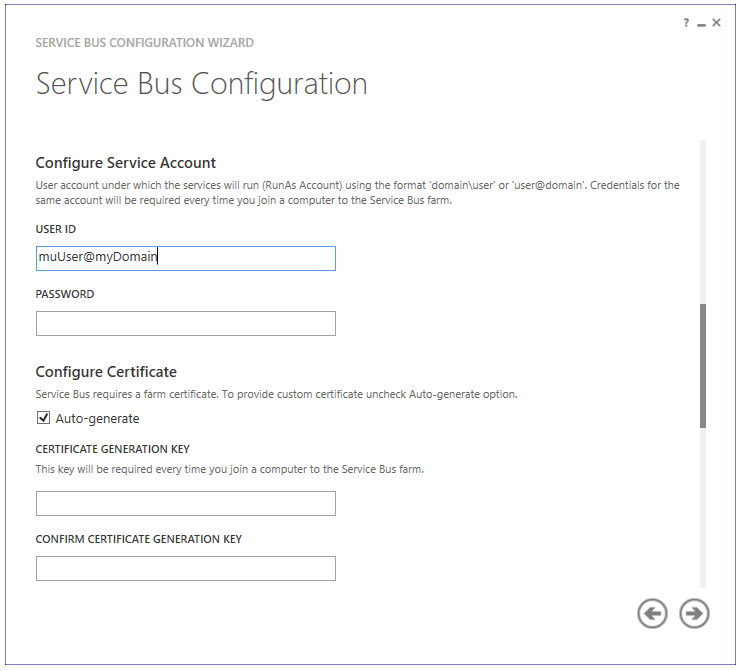 SERVICE BUS CONFIGURATION WIZARD
Service Bus Configuration
Configure Service Account
User account under which the services will run (RunAs Account) using the format 'domain\user' or 'user@domain'. Credentials for the
same account will be required every time you join a computer to the Service Bus farm.
USER ID
muUser@myDomain
PASSWORD
Configure Certificate
Service Bus requires a farm certificate. To provide custom certificate uncheck Auto-generate option.
Auto-generate
CERTIFICATE GENERATION KEY
This key will be required every time you join a computer to the Service Bus farm.
CONFIRM CERTIFICATE GENERATION KEY